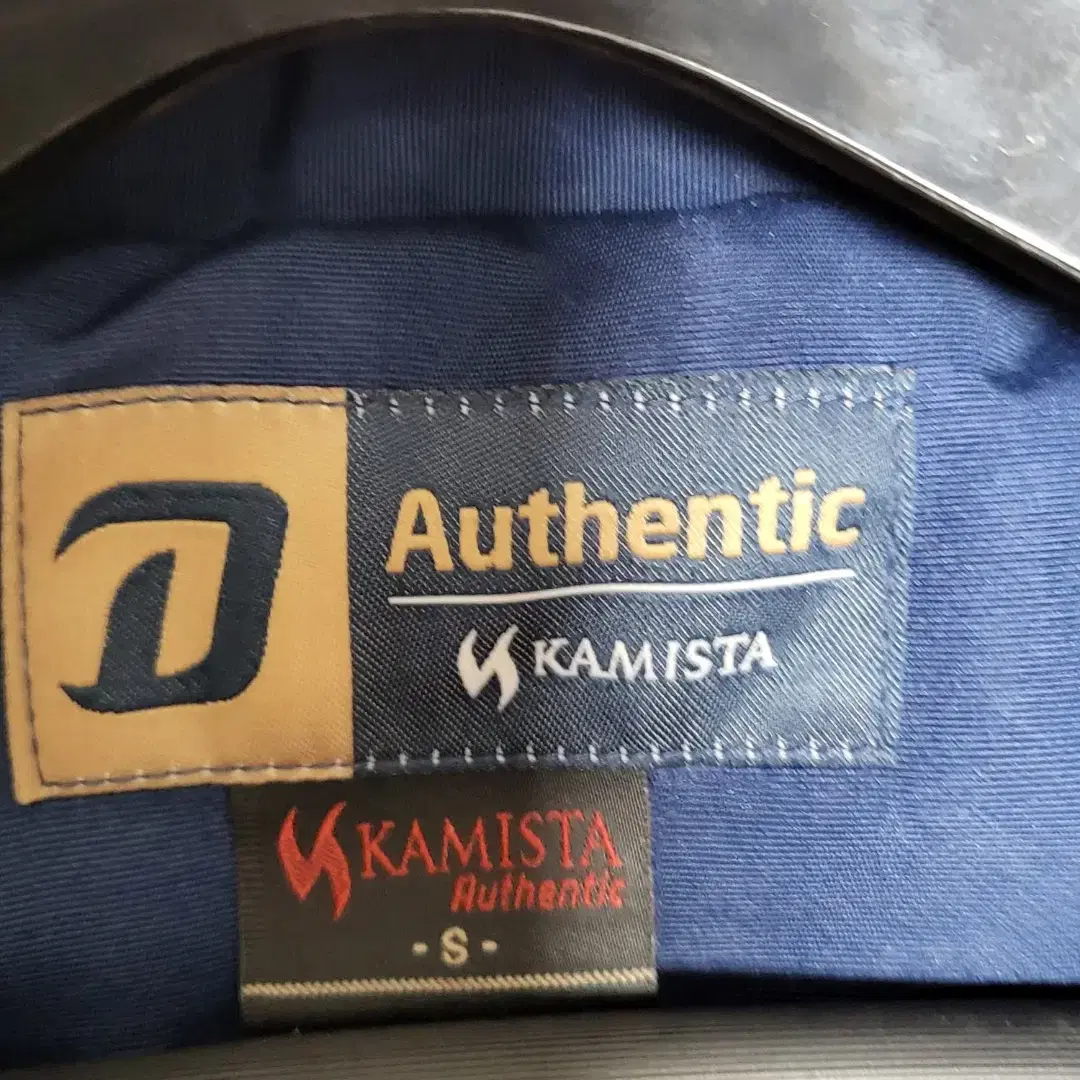 D
Authentic
KAMISTA
KAMISTA
Authentic
- S -